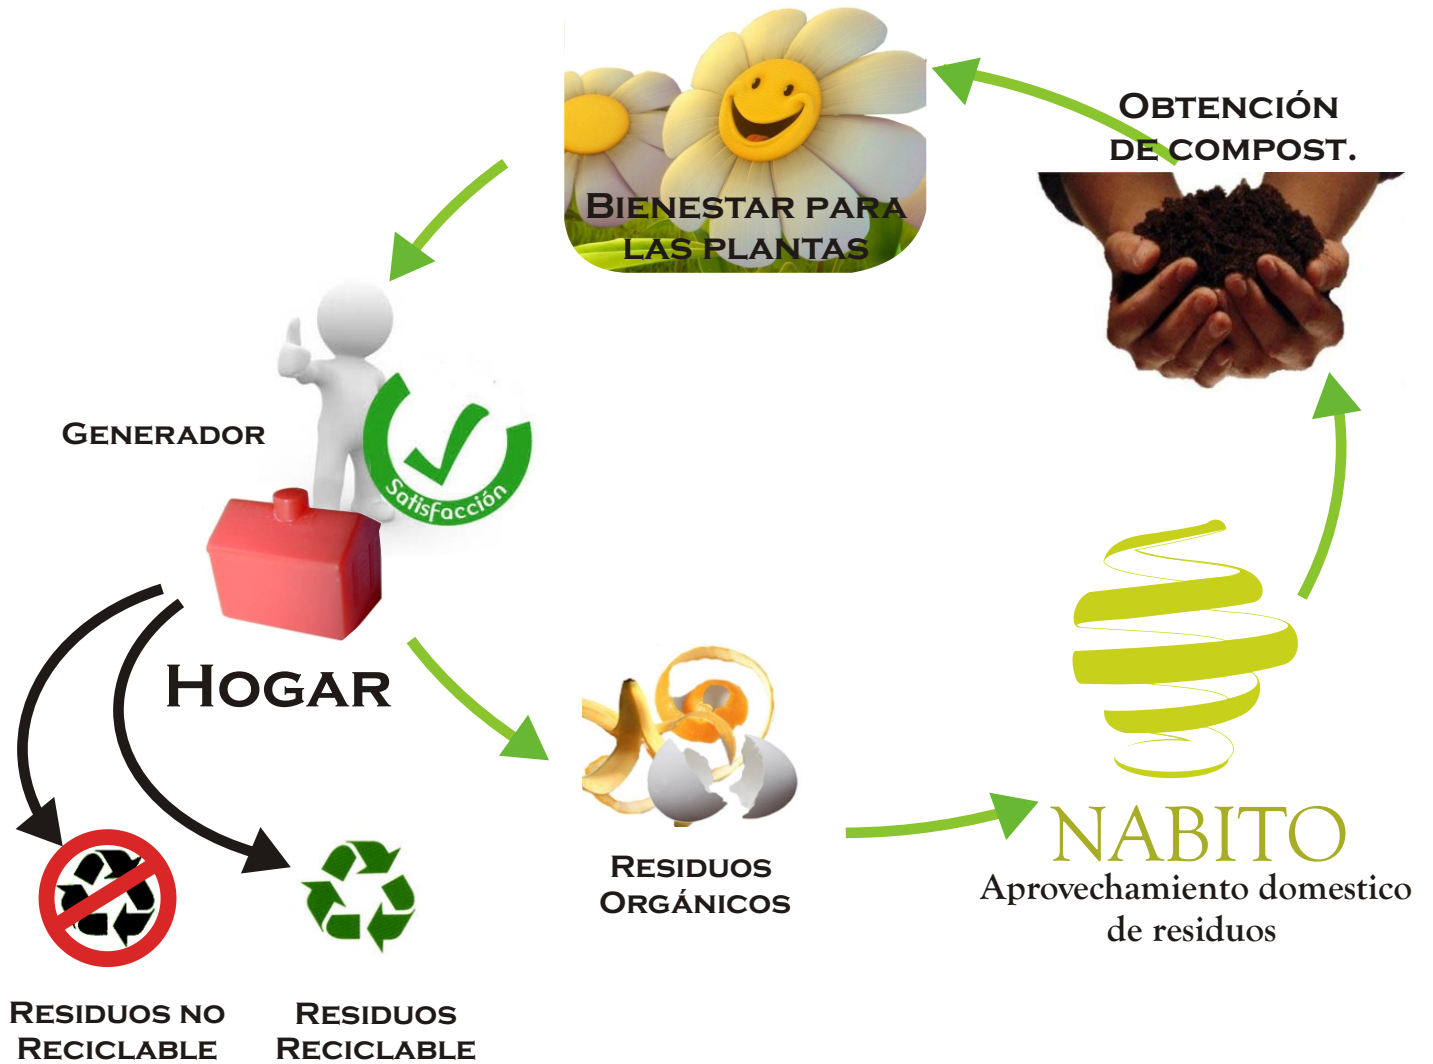 OBTENCIÓN
DE COMPOST.
BIENESTAR PARA
LAS PLANTAS
GENERADOR
Satisfacción
HOGAR
RESIDUOS
ORGÁNICOS
NABITO
Aprovechamiento domestico
de residuos
RESIDUOS NO
RECICLABLE
RESIDUOS
RECICLABLE